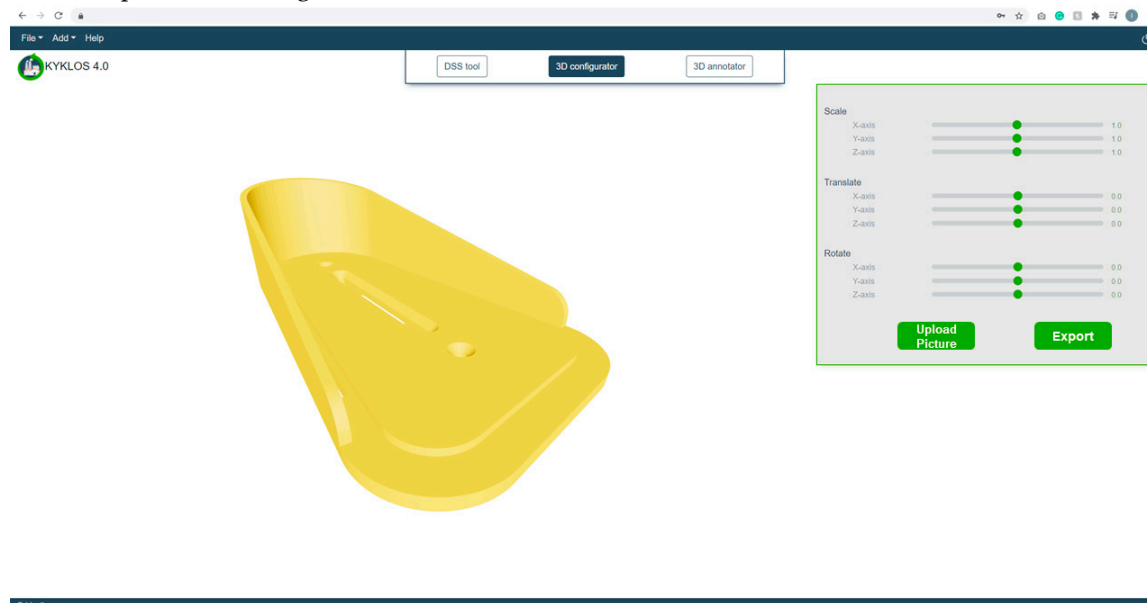 File Add Help
KYKLOS 4.0
DSS tool 3D configurator 3D annotator
Scale
X-axis 1.0
Y-axis 1.0
Z-axis 1.0
Translate
X-axis 0.0
Y-axis 0.0
Z-axis 0.0
Rotate
X-axis 0.0
Y-axis 0.0
Z-axis 0.0
Upload
Picture
Export